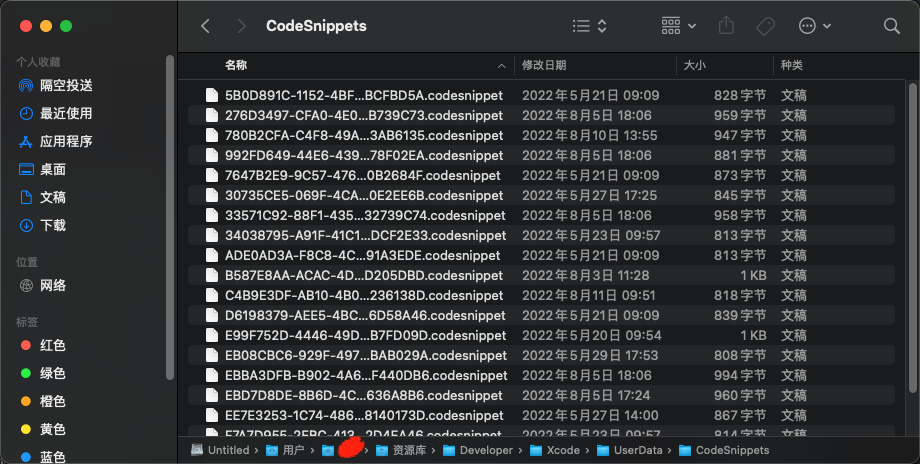 CodeSnippets
个人收藏
隔空投送
最近使用
应用程序
桌面
文稿
下载
位置
网络
标签
红色
绿色
橙色
黄色
蓝色
名称 修改日期 大小 种类
5B0D891C-1152-4BF...BCFBD5A.codesnippet 2022年5月21日 09:09 828字节 文稿
276D3497-CFA0-4E0...B739C73.codesnippet 2022年8月5日 18:06 959字节 文稿
780B2CFA-C4F8-49A...3AB6135.codesnippet 2022年8月10日 13:55 947字节 文稿
992FD649-44E6-439...78F02EA.codesnippet 2022年8月5日 18:06 881字节 文稿
7647B2E9-9C57-476...0B2684F.codesnippet 2022年5月21日 09:09 873字节 文稿
30735CE5-069F-4CA...0E2EE6B.codesnippet 2022年5月27日 17:25 845字节 文稿
33571C92-88F1-435...32739C74.codesnippet 2022年8月5日 18:06 958字节 文稿
34038795-A91F-41C1...DCF2E33.codesnippet 2022年5月23日 09:57 813字节 文稿
ADE0AD3A-F8C8-4C...91A3EDE.codesnippet 2022年5月21日 09:09 813字节 文稿
B587E8AA-ACAC-4D...D205DBD.codesnippet 2022年8月3日 11:28 1 KB 文稿
C4B9E3DF-AB10-4B0...236138D.codesnippet 2022年8月11日 09:51 818字节 文稿
D6198379-AEE5-4BC...6D58A46.codesnippet 2022年5月21日 09:09 839字节 文稿
E99F752D-4446-49D...B7FD09D.codesnippet 2022年5月20日 09:54 1 KB 文稿
EB08CBC6-929F-497...BAB029A.codesnippet 2022年5月29日 17:53 808字节 文稿
EBBA3DFB-B902-4A6...F440DB6.codesnippet 2022年8月5日 18:06 994字节 文稿
EBD7D8DE-8B6D-4C...636A8B6.codesnippet 2022年8月5日 17:24 960字节 文稿
EE7E3253-1C74-486...8140173D.codesnippet 2022年5月27日 14:00 867字节 文稿
F7A7D955-25BC-413...2D4EA46.codesnippet 2022年5月23日 09:57 814字节 文稿
Untitled › 用户 › › 资源库 › Developer › Xcode › UserData › CodeSnippets